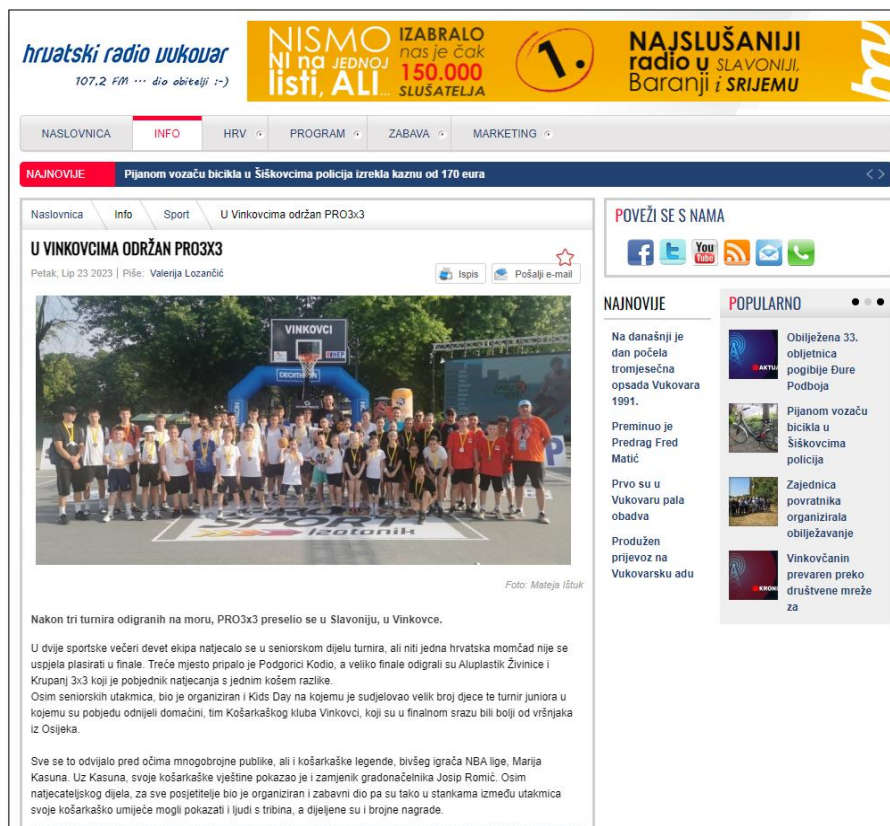 hrvatski radio vukovar
107.2 FM ··· dio obitelji :-)
NISMO
NI na JEDNOJ
listi, ALI...
IZABRALO
nas je čak
150.000
SLUŠATELJA
1.
NAJSLUŠANIJI
radio u SLAVONIJI,
Baranji i SRIJEMU
NASLOVNICA
INFO
HRV
PROGRAM
ZABAVA
MARKETING
NAJNOVIJE
Pijanom vozaču bicikla u Šiškovcima policija izrekla kaznu od 170 eura
Naslovnica
Info
Sport
U Vinkovcima održan PRO3x3
U VINKOVCIMA ODRŽAN PRO3X3
Petak, Lip 23 2023 | Piše: Valerija Lozančić
Ispis
Pošalji e-mail
VINKOVCI
HEP
DECATHLON
SPORT
Izotonik
Foto: Mateja Ištuk
Nakon tri turnira odigranih na moru, PRO3x3 preselio se u Slavoniju, u Vinkovce.
U dvije sportske večeri devet ekipa natjecalo se u seniorskom dijelu turnira, ali niti jedna hrvatska momčad nije se
uspjela plasirati u finale. Treće mjesto pripalo je Podgorici Kodio, a veliko finale odigrali su Aluplastik Živinice i
Krupanj 3x3 koji je pobjednik natjecanja s jednim košem razlike.
Osim seniorskih utakmica, bio je organiziran i Kids Day na kojemu je sudjelovao velik broj djece te turnir juniora u
kojemu su pobjedu odnijeli domaćini, tim Košarkaškog kluba Vinkovci, koji su u finalnom srazu bili bolji od vršnjaka
iz Osijeka.
Sve se to odvijalo pred očima mnogobrojne publike, ali i košarkaške legende, bivšeg igrača NBA lige, Marija
Kasuna. Uz Kasuna, svoje košarkaške vještine pokazao je i zamjenik gradonačelnika Josip Romić. Osim
natjecateljskog dijela, za sve posjetitelje bio je organiziran i zabavni dio pa su tako u stankama između utakmica
svoje košarkaško umijeće mogli pokazati i ljudi s tribina, a dijeljene su i brojne nagrade.
POVEŽI SE S NAMA
You
Tube
NAJNOVIJE
Na današnji je
dan počela
tromjesečna
opsada Vukovara
1991.
Preminuo je
Predrag Fred
Matić
Prvo su u
Vukovaru pala
obadva
Produžen
prijevoz na
Vukovarsku adu
POPULARNO
AKTUA
Obilježena 33.
obljetnica
pogibije Đure
Podboja
Pijanom vozaču
bicikla u
Šiškovcima
policija
Zajednica
povratnika
organizirala
obilježavanje
KRONI
Vinkovčanin
prevaren preko
društvene mreže
za